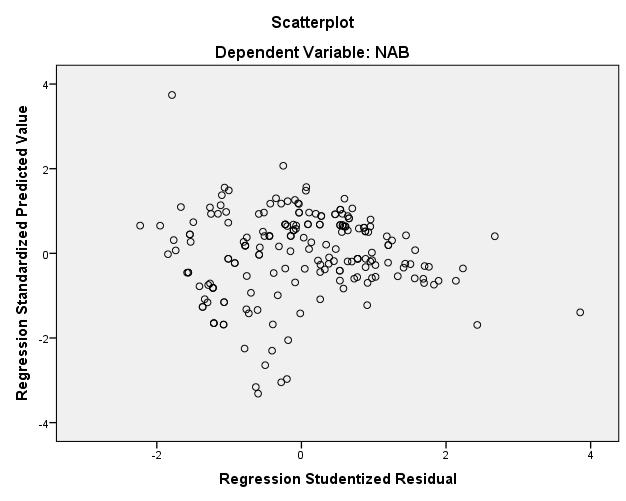 Scatterplot
Dependent Variable: NAB
Regression Standardized Predicted Value
4
2
0
-2
-4
-2
0
2
4
Regression Studentized Residual